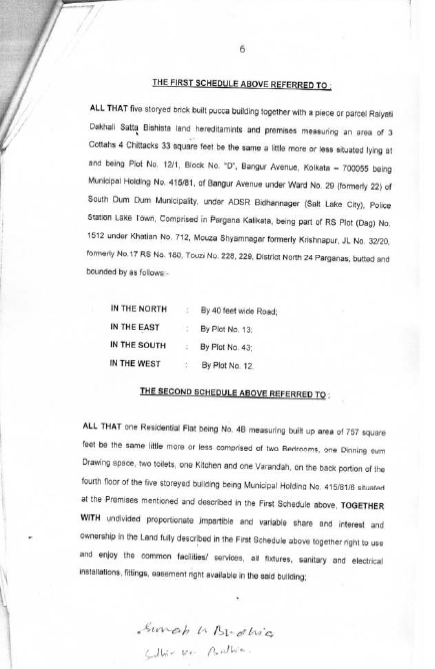 6
THE FIRST SCHEDULE ABOVE REFERRED TO :
ALL THAT five storyed brick built pucca building together with a piece or parcel Raiyati
Dakhali Satta Bishista land hereditaments and premises measuring an area of 3
Cottahs 4 Chittacks 33 square feet be the same a little more or less situated lying at
and being Plot No. 12/1, Block No. "D", Bangur Avenue, Kolkata – 700055 being
Municipal Holding No. 415/81, of Bangur Avenue under Ward No. 29 (formerly 22) of
South Dum Dum Municipality, under ADSR Bidhannagar (Salt Lake City), Police
Station Lake Town, Comprised in Pargana Kalikata, being part of RS Plot (Dag) No.
1512 under Khatian No. 712, Mouza Shyamnagar formerly Krishnapur, JL No. 32/20,
formerly No.17 RS No. 180, Touzi No. 228, 229, District North 24 Parganas, butted and
bounded by as follows:-
IN THE NORTH : By 40 feet wide Road;
IN THE EAST : By Plot No. 13;
IN THE SOUTH : By Plot No. 43;
IN THE WEST : By Plot No. 12.
THE SECOND SCHEDULE ABOVE REFERRED TO :
ALL THAT one Residential Flat being No. 4B measuring built up area of 757 square
feet be the same little more or less comprised of two Bedrooms, one Dinning cum
Drawing space, two toilets, one Kitchen and one Varandah, on the back portion of the
fourth floor of the five storeyed building being Municipal Holding No. 415/81/8 situated
at the Premises mentioned and described in the First Schedule above, TOGETHER
WITH undivided proportionate impartible and variable share and interest and
ownership in the Land fully described in the First Schedule above together right to use
and enjoy the common facilities/ services, all fixtures, sanitary and electrical
installations, fittings, easement right available in the said building;